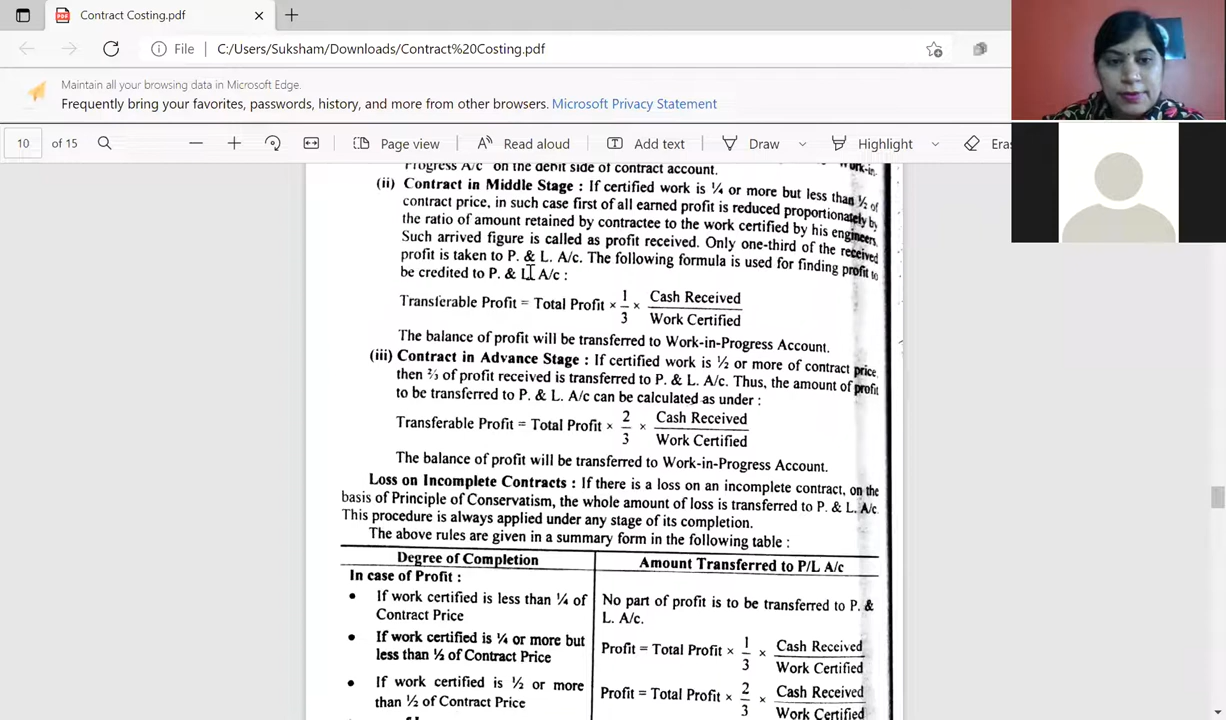 Contract Costing.pdf
File
C:/Users/Suksham/Downloads/Contract%20Costing.pdf
Maintain all your browsing data in Microsoft Edge.
Frequently bring your favorites, passwords, history, and more from other browsers. Microsoft Privacy Statement
10 of 15
Page view
Read aloud
Add text
Draw
Highlight
Eras
Progress A/c on the debit side of contract account.
Work-in-
(ii) Contract in Middle Stage : If certified work is ¼ or more but less than ½ of
contract price, in such case first of all earned profit is reduced proportionately by
the ratio of amount retained by contractee to the work certified by his engineers.
Such arrived figure is called as profit received. Only one-third of the received
profit is taken to P. & L. A/c. The following formula is used for finding profit to
be credited to P. & L. A/c :
Transferable Profit = Total Profit × 1/3 × Cash Received / Work Certified
The balance of profit will be transferred to Work-in-Progress Account.
(iii) Contract in Advance Stage : If certified work is ½ or more of contract price,
then ⅔ of profit received is transferred to P. & L. A/c. Thus, the amount of profit
to be transferred to P. & L. A/c can be calculated as under :
Transferable Profit = Total Profit × 2/3 × Cash Received / Work Certified
The balance of profit will be transferred to Work-in-Progress Account.
Loss on Incomplete Contracts : If there is a loss on an incomplete contract, on the
basis of Principle of Conservatism, the whole amount of loss is transferred to P. & L. A/c.
This procedure is always applied under any stage of its completion.
The above rules are given in a summary form in the following table :
Degree of Completion
Amount Transferred to P/L A/c
In case of Profit :
• If work certified is less than ¼ of
Contract Price
No part of profit is to be transferred to P. &
L. A/c.
• If work certified is ¼ or more but
less than ½ of Contract Price
Profit = Total Profit × 1/3 × Cash Received / Work Certified
• If work certified is ½ or more
than ½ of Contract Price
Profit = Total Profit × 2/3 × Cash Received / Work Certified